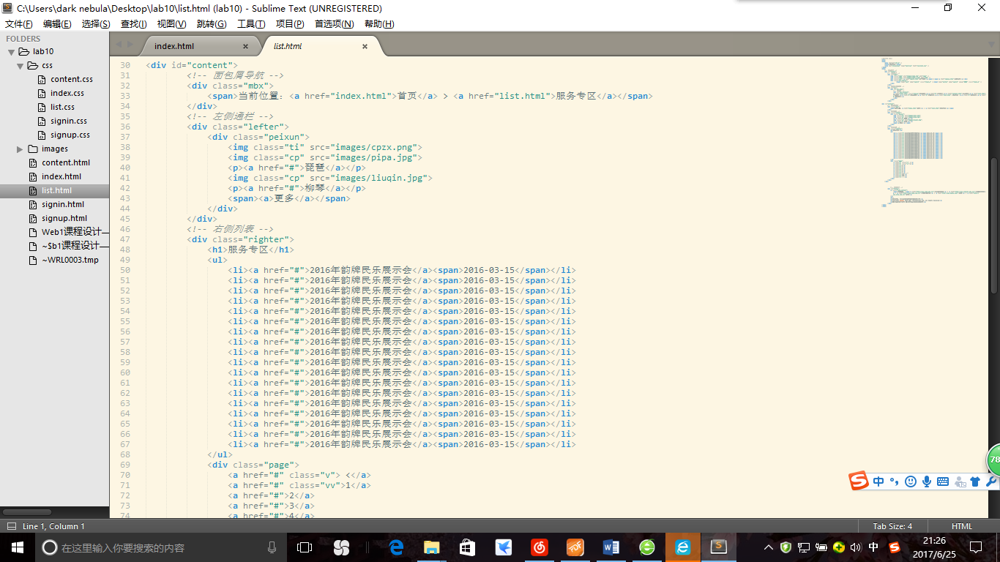 C:\Users\dark nebula\Desktop\lab10\list.html (lab10) - Sublime Text (UNREGISTERED)
文件(F) 编辑(E) 选择(S) 查找(I) 视图(V) 跳转(G) 工具(T) 项目(P) 首选项(N) 帮助(H)
FOLDERS
lab10
css
content.css
index.css
list.css
signin.css
signup.css
images
content.html
index.html
list.html
signin.html
signup.html
Web1课程设计—
~$b1课程设计—
~WRL0003.tmp
index.html × list.html ×
30 <div id="content">
31 <!-- 面包屑导航 -->
32 <div class="mbx">
33 <span>当前位置：<a href="index.html">首页</a> > <a href="list.html">服务专区</a></span>
34 </div>
35 <!-- 左侧通栏 -->
36 <div class="lefter">
37 <div class="peixun">
38 <img class="ti" src="images/cpzx.png">
39 <img class="cp" src="images/pipa.jpg">
40 <p><a href="#">琵琶</a></p>
41 <img class="cp" src="images/liuqin.jpg">
42 <p><a href="#">柳琴</a></p>
43 <span><a>更多</a></span>
44 </div>
45 </div>
46 <!-- 右侧列表 -->
47 <div class="righter">
48 <h1>服务专区</h1>
49 <ul>
50 <li><a href="#">2016年韵牌民乐展示会</a><span>2016-03-15</span></li>
51 <li><a href="#">2016年韵牌民乐展示会</a><span>2016-03-15</span></li>
52 <li><a href="#">2016年韵牌民乐展示会</a><span>2016-03-15</span></li>
53 <li><a href="#">2016年韵牌民乐展示会</a><span>2016-03-15</span></li>
54 <li><a href="#">2016年韵牌民乐展示会</a><span>2016-03-15</span></li>
55 <li><a href="#">2016年韵牌民乐展示会</a><span>2016-03-15</span></li>
56 <li><a href="#">2016年韵牌民乐展示会</a><span>2016-03-15</span></li>
57 <li><a href="#">2016年韵牌民乐展示会</a><span>2016-03-15</span></li>
58 <li><a href="#">2016年韵牌民乐展示会</a><span>2016-03-15</span></li>
59 <li><a href="#">2016年韵牌民乐展示会</a><span>2016-03-15</span></li>
60 <li><a href="#">2016年韵牌民乐展示会</a><span>2016-03-15</span></li>
61 <li><a href="#">2016年韵牌民乐展示会</a><span>2016-03-15</span></li>
62 <li><a href="#">2016年韵牌民乐展示会</a><span>2016-03-15</span></li>
63 <li><a href="#">2016年韵牌民乐展示会</a><span>2016-03-15</span></li>
64 <li><a href="#">2016年韵牌民乐展示会</a><span>2016-03-15</span></li>
65 <li><a href="#">2016年韵牌民乐展示会</a><span>2016-03-15</span></li>
66 <li><a href="#">2016年韵牌民乐展示会</a><span>2016-03-15</span></li>
67 <li><a href="#">2016年韵牌民乐展示会</a><span>2016-03-15</span></li>
68 </ul>
69 <div class="page">
70 <a href="#" class="v"> <</a>
71 <a href="#" class="vv">1</a>
72 <a href="#">2</a>
73 <a href="#">3</a>
74 <a href="#">4</a>
78
中
Line 1, Column 1 Tab Size: 4 HTML
在这里输入你要搜索的内容
中
21:26
2017/6/25